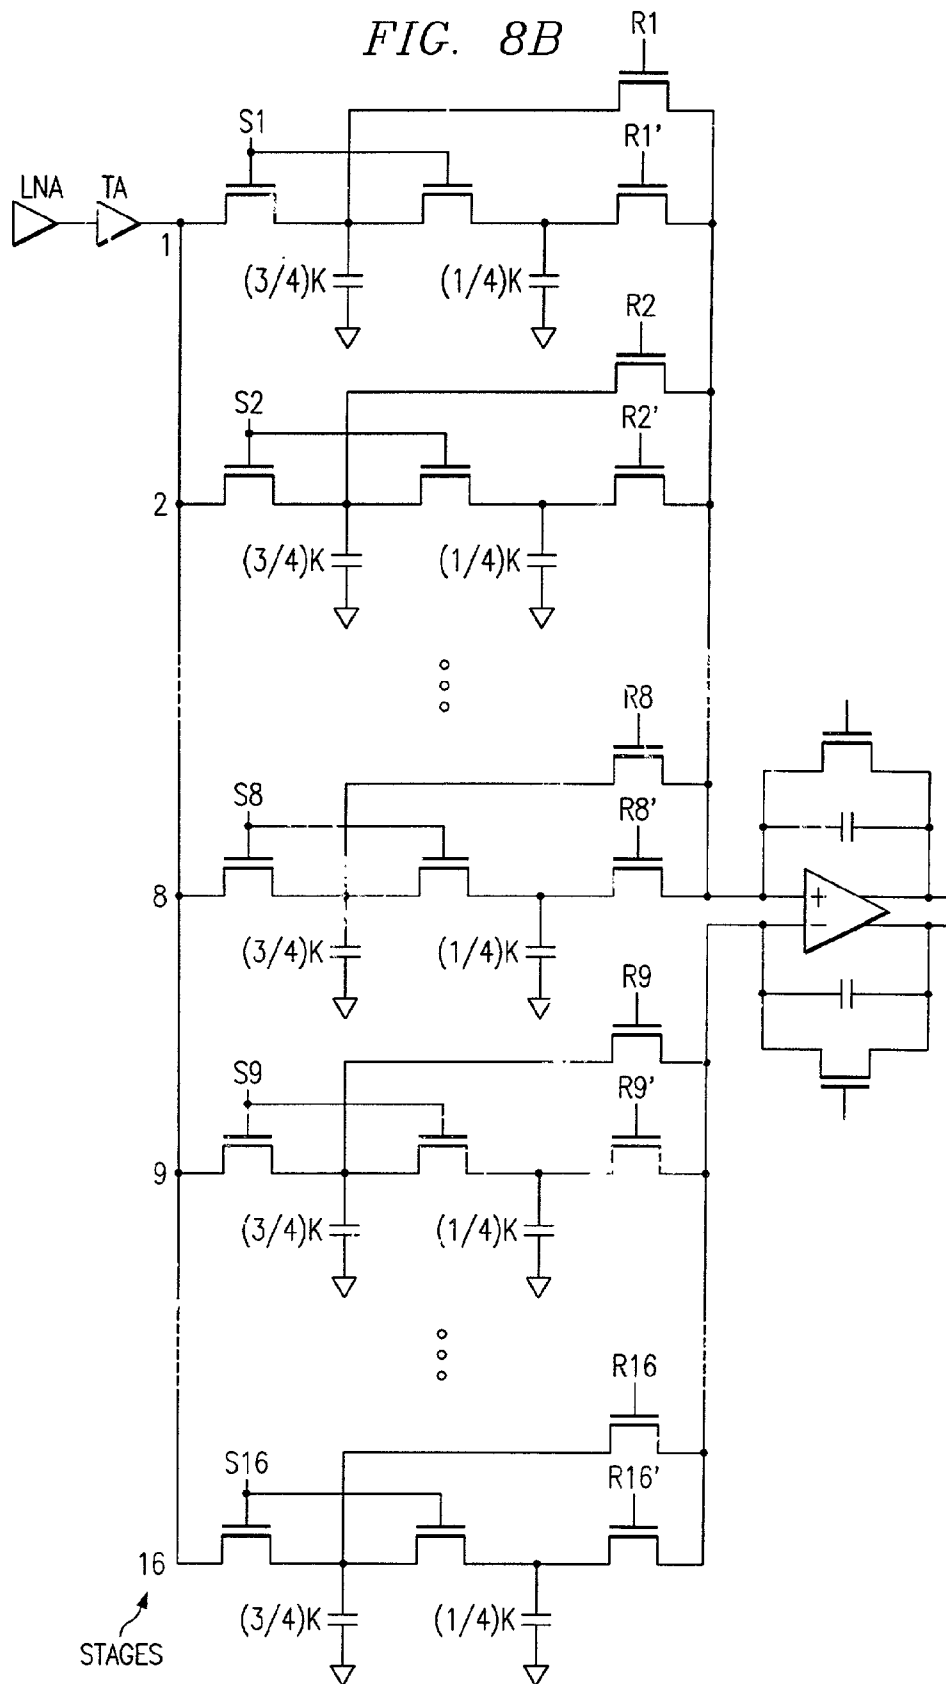 FIG. 8B
R1
S1
R1'
LNA
TA
1
(3/4)K
(1/4)K
R2
S2
R2'
2
(3/4)K
(1/4)K
R8
S8
R8'
8
+
−
(3/4)K
(1/4)K
R9
S9
R9'
9
(3/4)K
(1/4)K
R16
S16
R16'
16
(3/4)K
(1/4)K
STAGES